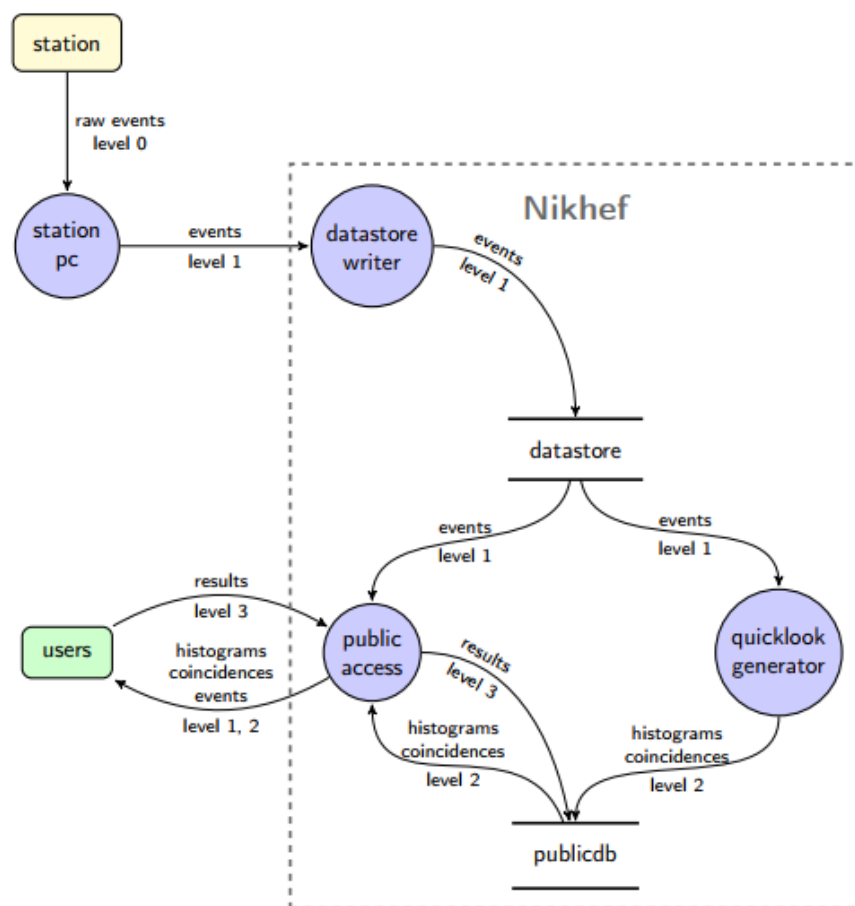 station
raw events
level 0
Nikhef
station
pc
events
level 1
datastore
writer
events
level 1
datastore
events
level 1
events
level 1
results
level 3
users
histograms
coincidences
events
level 1, 2
public
access
results
level 3
quicklook
generator
histograms
coincidences
level 2
histograms
coincidences
level 2
publicdb